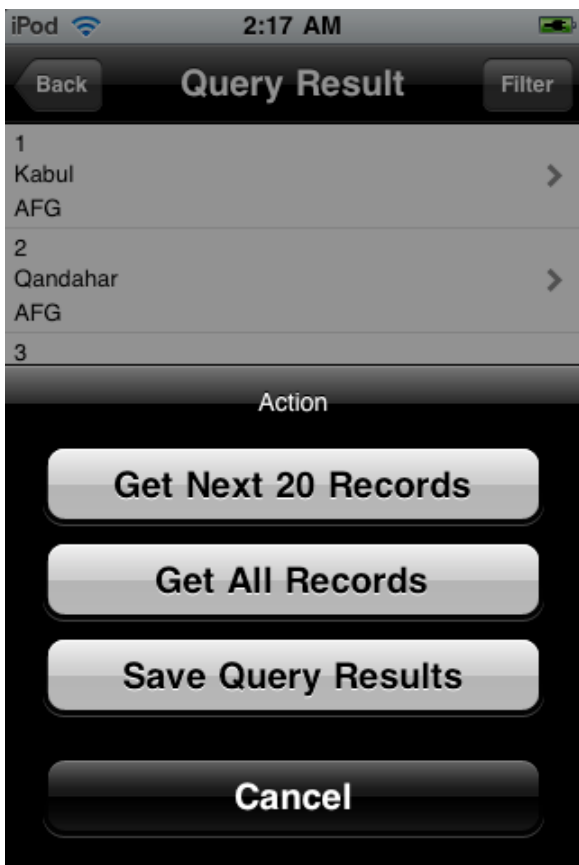 iPod 2:17 AM
Back Query Result Filter
1
Kabul
AFG
2
Qandahar
AFG
3
Action
Get Next 20 Records
Get All Records
Save Query Results
Cancel